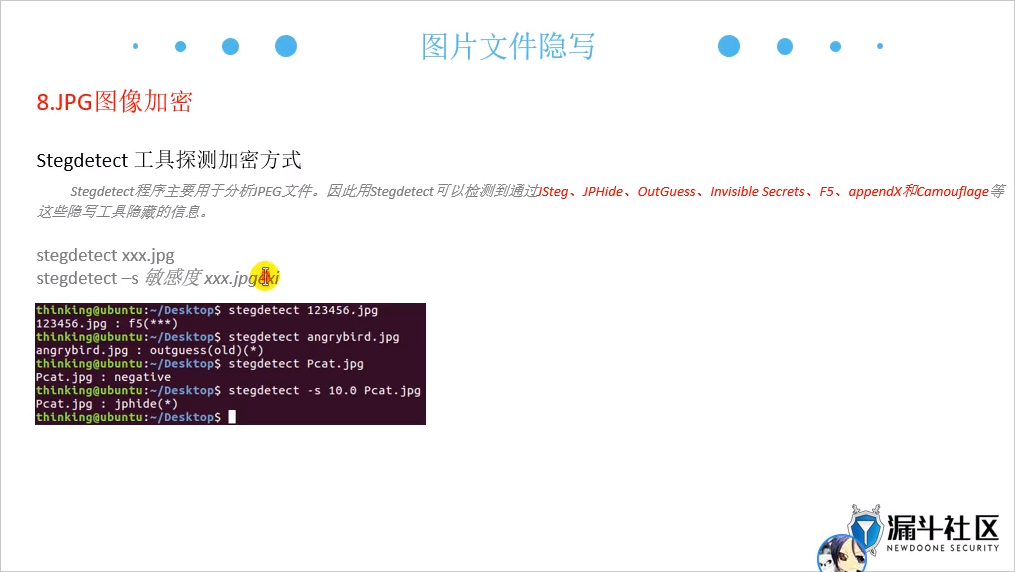 图片文件隐写
8.JPG图像加密
Stegdetect 工具探测加密方式
Stegdetect程序主要用于分析JPEG文件。因此用Stegdetect可以检测到通过JSteg、JPHide、OutGuess、Invisible Secrets、F5、appendX和Camouflage等
这些隐写工具隐藏的信息。
stegdetect xxx.jpg
stegdetect –s 敏感度 xxx.jpgexi
thinking@ubuntu:~/Desktop$ stegdetect 123456.jpg
123456.jpg : f5(***)
thinking@ubuntu:~/Desktop$ stegdetect angrybird.jpg
angrybird.jpg : outguess(old)(*)
thinking@ubuntu:~/Desktop$ stegdetect Pcat.jpg
Pcat.jpg : negative
thinking@ubuntu:~/Desktop$ stegdetect -s 10.0 Pcat.jpg
Pcat.jpg : jphide(*)
thinking@ubuntu:~/Desktop$
漏斗社区
NEWDOONE SECURITY